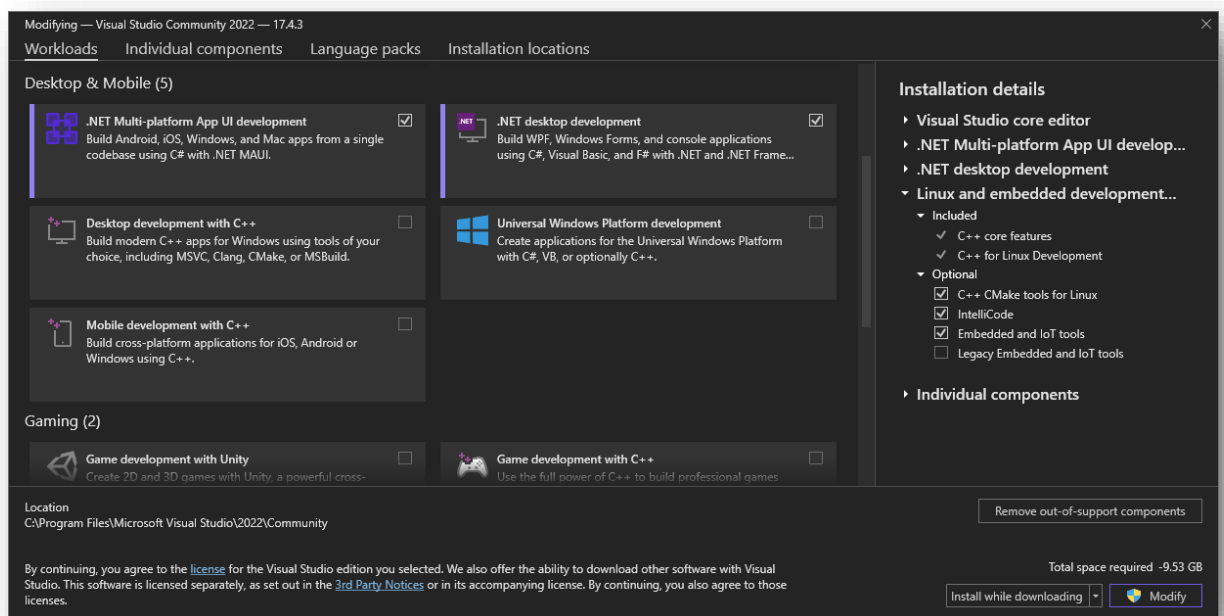 Modifying — Visual Studio Community 2022 — 17.4.3
Workloads Individual components Language packs Installation locations
Desktop & Mobile (5)
.NET Multi-platform App UI development
Build Android, iOS, Windows, and Mac apps from a single
codebase using C# with .NET MAUI.
.NET
.NET desktop development
Build WPF, Windows Forms, and console applications
using C#, Visual Basic, and F# with .NET and .NET Frame...
Desktop development with C++
Build modern C++ apps for Windows using tools of your
choice, including MSVC, Clang, CMake, or MSBuild.
Universal Windows Platform development
Create applications for the Universal Windows Platform
with C#, VB, or optionally C++.
Mobile development with C++
Build cross-platform applications for iOS, Android or
Windows using C++.
Gaming (2)
Game development with Unity
Create 2D and 3D games with Unity, a powerful cross-
Game development with C++
Use the full power of C++ to build professional games
Installation details
Visual Studio core editor
.NET Multi-platform App UI develop...
.NET desktop development
Linux and embedded development...
Included
C++ core features
C++ for Linux Development
Optional
C++ CMake tools for Linux
IntelliCode
Embedded and IoT tools
Legacy Embedded and IoT tools
Individual components
Location
C:\Program Files\Microsoft Visual Studio\2022\Community
Remove out-of-support components
By continuing, you agree to the license for the Visual Studio edition you selected. We also offer the ability to download other software with Visual
Studio. This software is licensed separately, as set out in the 3rd Party Notices or in its accompanying license. By continuing, you also agree to those
licenses.
Total space required -9.53 GB
Install while downloading
Modify